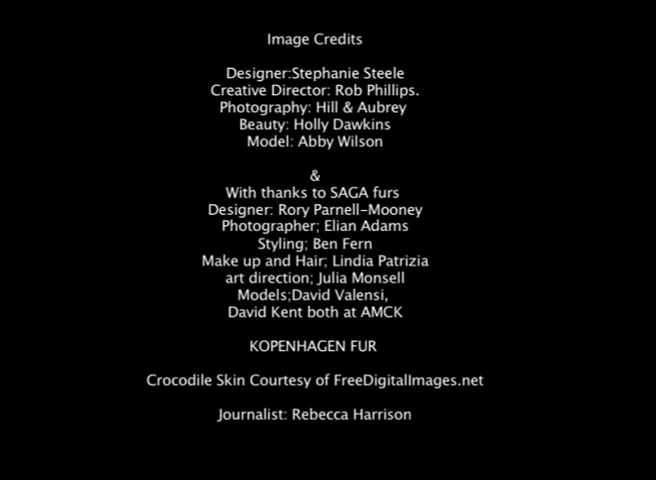 Image Credits
Designer:Stephanie Steele
Creative Director: Rob Phillips.
Photography: Hill & Aubrey
Beauty: Holly Dawkins
Model: Abby Wilson
&
With thanks to SAGA furs
Designer: Rory Parnell-Mooney
Photographer; Elian Adams
Styling; Ben Fern
Make up and Hair; Lindia Patrizia
art direction; Julia Monsell
Models;David Valensi,
David Kent both at AMCK
KOPENHAGEN FUR
Crocodile Skin Courtesy of FreeDigitalImages.net
Journalist: Rebecca Harrison